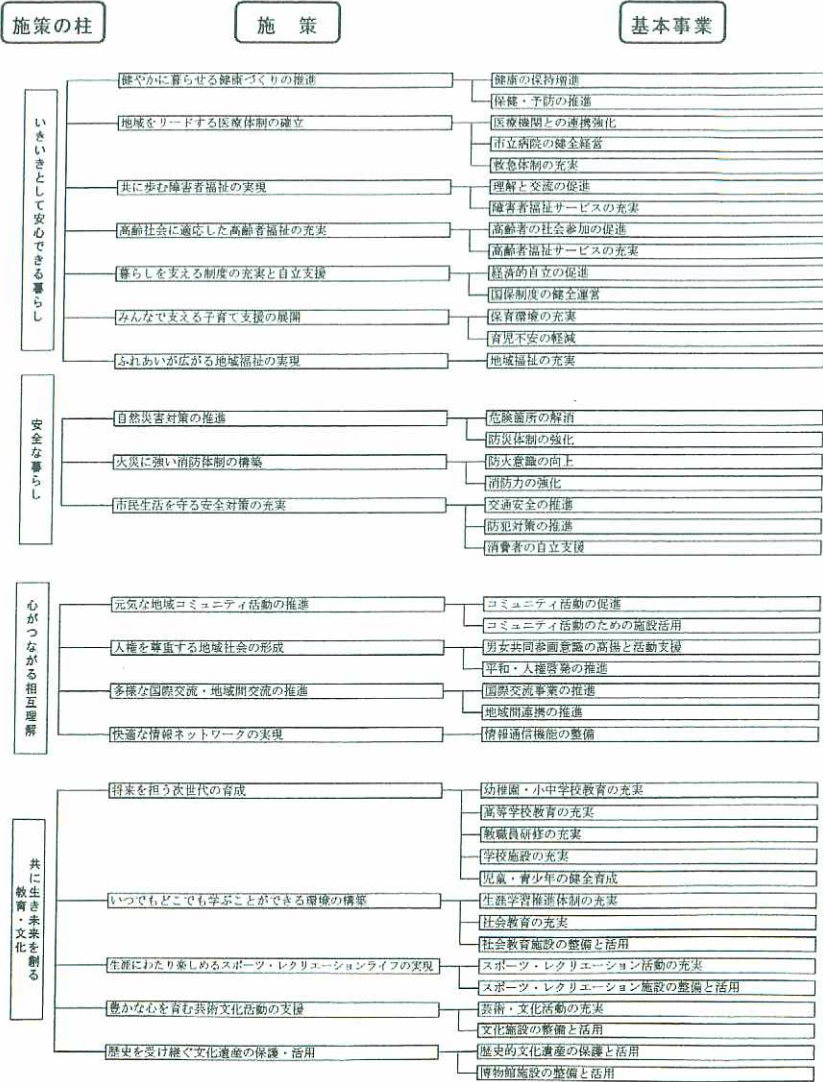 施策の柱
施策
基本事業
いきいきとして安心できる暮らし
健やかに暮らせる健康づくりの推進
健康の保持増進
保健・予防の推進
地域をリードする医療体制の確立
医療機関との連携強化
市立病院の健全経営
救急体制の充実
共に歩む障害者福祉の実現
理解と交流の促進
障害者福祉サービスの充実
高齢社会に適応した高齢者福祉の充実
高齢者の社会参加の促進
高齢者福祉サービスの充実
暮らしを支える制度の充実と自立支援
経済的自立の促進
国保制度の健全運営
みんなで支える子育て支援の展開
保育環境の充実
育児不安の軽減
ふれあいが広がる地域福祉の実現
地域福祉の充実
安全な暮らし
自然災害対策の推進
危険箇所の解消
防災体制の強化
火災に強い消防体制の構築
防火意識の向上
消防力の強化
市民生活を守る安全対策の充実
交通安全の推進
防犯対策の推進
消費者の自立支援
心がつながる相互理解
元気な地域コミュニティ活動の推進
コミュニティ活動の促進
コミュニティ活動のための施設活用
人権を尊重する地域社会の形成
男女共同参画意識の高揚と活動支援
平和・人権啓発の推進
多様な国際交流・地域間交流の推進
国際交流事業の推進
地域間連携の推進
快適な情報ネットワークの実現
情報通信機能の整備
共に生き未来を創る
教育・文化
将来を担う次世代の育成
幼稚園・小中学校教育の充実
高等学校教育の充実
教職員研修の充実
学校施設の充実
児童・青少年の健全育成
いつでもどこでも学ぶことができる環境の構築
生涯学習推進体制の充実
社会教育の充実
社会教育施設の整備と活用
生涯にわたり楽しめるスポーツ・レクリエーションライフの実現
スポーツ・レクリエーション活動の充実
スポーツ・レクリエーション施設の整備と活用
豊かな心を育む芸術文化活動の支援
芸術・文化活動の充実
文化施設の整備と活用
歴史を受け継ぐ文化遺産の保護・活用
歴史的文化遺産の保護と活用
博物館施設の整備と活用